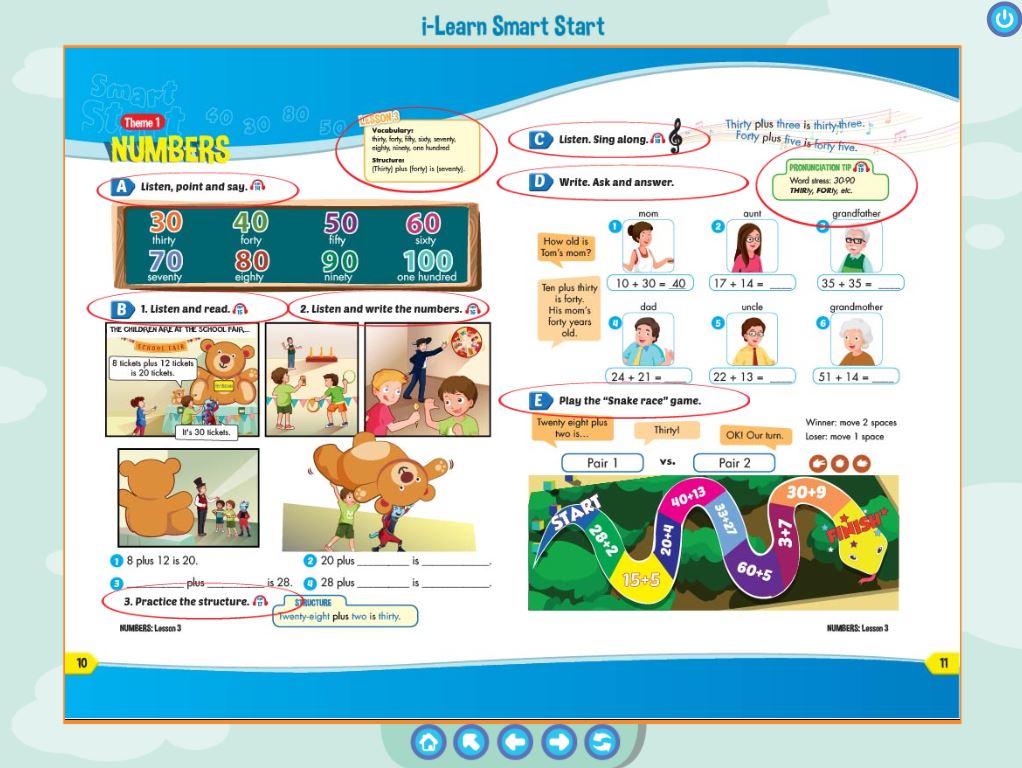 i-Learn Smart Start
Smart
Start
40 30 80 50
Theme 1
NUMBERS
LESSON 3
Vocabulary:
thirty, forty, fifty, sixty, seventy,
eighty, ninety, one hundred
Structure:
(Thirty) plus (forty) is (seventy).
A Listen, point and say.
30 40 50 60
thirty forty fifty sixty
70 80 90 100
seventy eighty ninety one hundred
B 1. Listen and read.
2. Listen and write the numbers.
THE CHILDREN ARE AT THE SCHOOL FAIR...
SCHOOL FAIR
8 tickets plus 12 tickets
is 20 tickets.
It's 30 tickets.
1 8 plus 12 is 20.
2 20 plus ________ is ________.
3 ________ plus ________ is 28.
4 28 plus ________ is ________.
3. Practice the structure.
STRUCTURE
Twenty-eight plus two is thirty.
NUMBERS: Lesson 3
10
C Listen. Sing along.
Thirty plus three is thirty-three.
Forty plus five is forty five.
D Write. Ask and answer.
PRONUNCIATION TIP
Word stress: 30-90
THIRty, FORty, etc.
How old is
Tom's mom?
Ten plus thirty
is forty.
His mom's
forty years
old.
mom aunt grandfather
1 2 3
10 + 30 = 40
17 + 14 = ____
35 + 35 = ____
dad uncle grandmother
4 5 6
24 + 21 = ____
22 + 13 = ____
51 + 14 = ____
E Play the “Snake race” game.
Twenty eight plus
two is...
Thirty!
OK! Our turn.
Winner: move 2 spaces
Loser: move 1 space
Pair 1 vs. Pair 2
START
28+2
15+5
20+4
40+13
33+27
60+5
3+7
30+9
FINISH
NUMBERS: Lesson 3
11